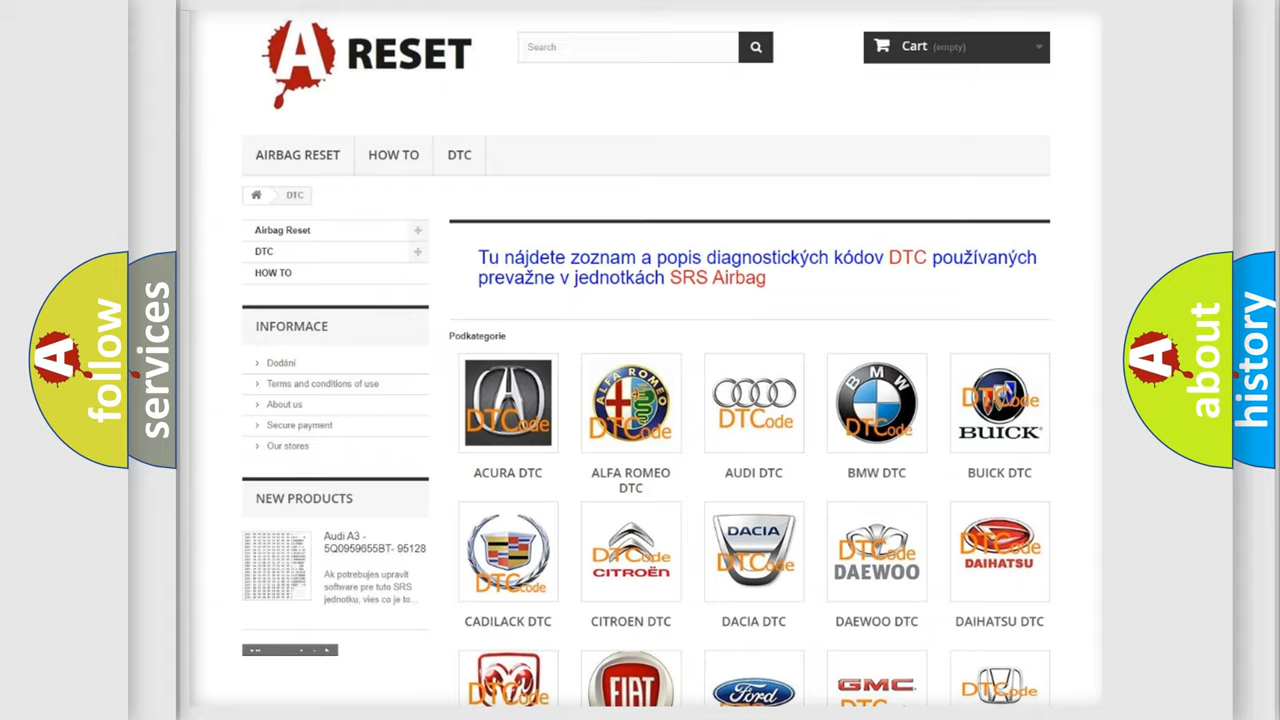 A RESET
Search
Cart (empty)
AIRBAG RESET
HOW TO
DTC
DTC
Airbag Reset
DTC
HOW TO
INFORMACE
Dodání
Terms and conditions of use
About us
Secure payment
Our stores
NEW PRODUCTS
Audi A3 -
5Q0959655BT- 95128
Ak potrebujes upravit
software pre tuto SRS
jednotku, vies co je to...
Tu nájdete zoznam a popis diagnostických kódov DTC používaných
prevažne v jednotkách SRS Airbag
Podkategorie
DTCode
ACURA DTC
ALFA ROMEO
DTCode
ALFA ROMEO
DTC
DTCode
AUDI DTC
BMW
DTCode
BMW DTC
DTCode
BUICK
BUICK DTC
DTCode
CADILACK DTC
DTCode
CITROËN
CITROEN DTC
DACIA
DTCode
DACIA DTC
DTCode
DAEWOO
DAEWOO DTC
DTCode
DAIHATSU
DAIHATSU DTC
DTCode
FIAT
Ford
GMC
DTCode
A follow
services
A about
history